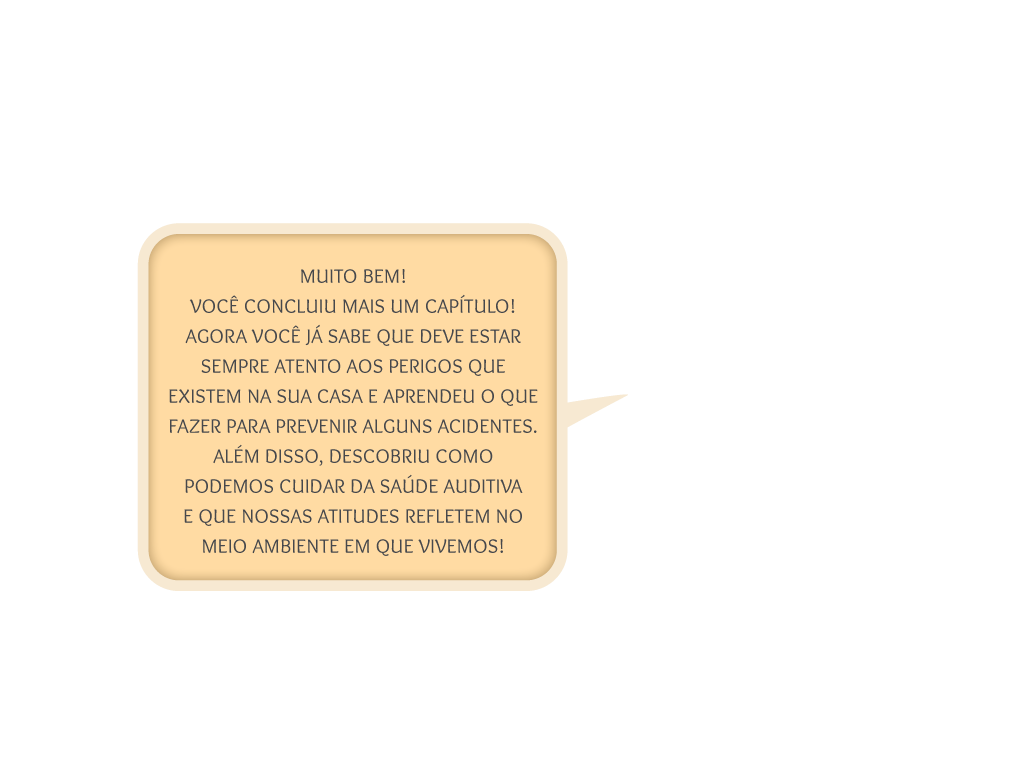 MUITO BEM!
VOCÊ CONCLUIU MAIS UM CAPÍTULO!
AGORA VOCÊ JÁ SABE QUE DEVE ESTAR
SEMPRE ATENTO AOS PERIGOS QUE
EXISTEM NA SUA CASA E APRENDEU O QUE
FAZER PARA PREVENIR ALGUNS ACIDENTES.
ALÉM DISSO, DESCOBRIU COMO
PODEMOS CUIDAR DA SAÚDE AUDITIVA
E QUE NOSSAS ATITUDES REFLETEM NO
MEIO AMBIENTE EM QUE VIVEMOS!